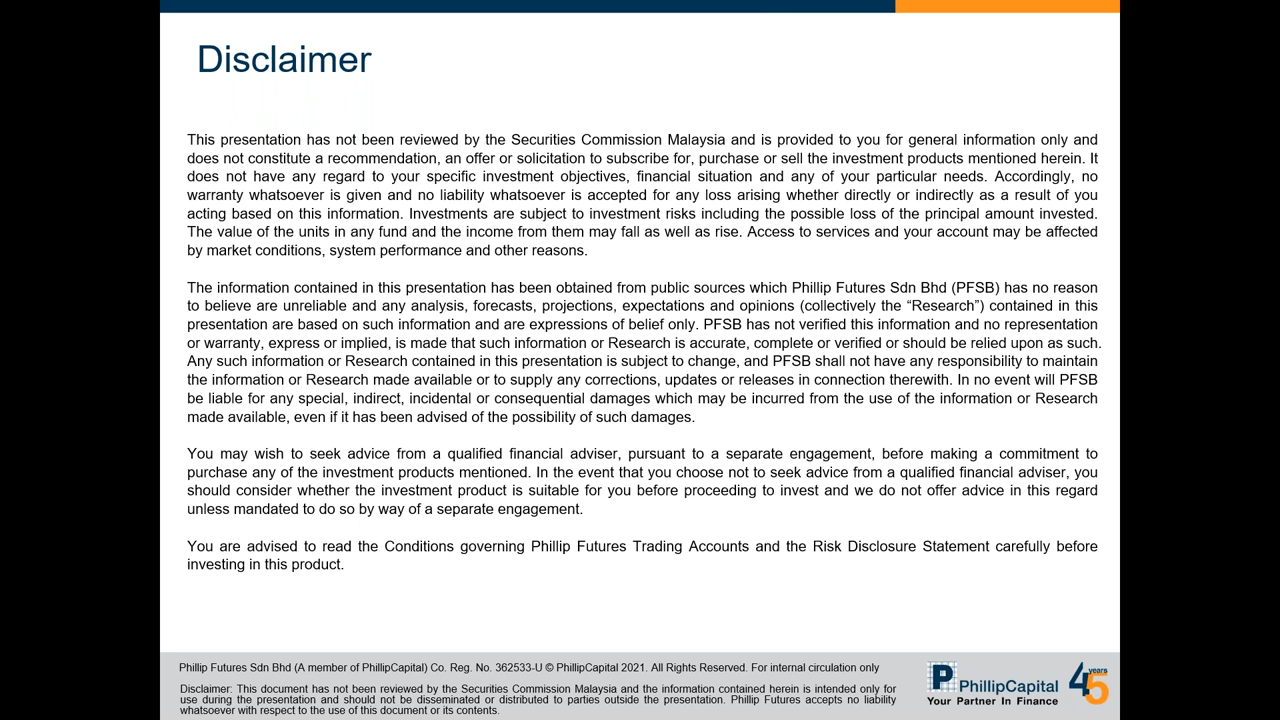 Disclaimer
This presentation has not been reviewed by the Securities Commission Malaysia and is provided to you for general information only and
does not constitute a recommendation, an offer or solicitation to subscribe for, purchase or sell the investment products mentioned herein. It
does not have any regard to your specific investment objectives, financial situation and any of your particular needs. Accordingly, no
warranty whatsoever is given and no liability whatsoever is accepted for any loss arising whether directly or indirectly as a result of you
acting based on this information. Investments are subject to investment risks including the possible loss of the principal amount invested.
The value of the units in any fund and the income from them may fall as well as rise. Access to services and your account may be affected
by market conditions, system performance and other reasons.
The information contained in this presentation has been obtained from public sources which Phillip Futures Sdn Bhd (PFSB) has no reason
to believe are unreliable and any analysis, forecasts, projections, expectations and opinions (collectively the “Research”) contained in this
presentation are based on such information and are expressions of belief only. PFSB has not verified this information and no representation
or warranty, express or implied, is made that such information or Research is accurate, complete or verified or should be relied upon as such.
Any such information or Research contained in this presentation is subject to change, and PFSB shall not have any responsibility to maintain
the information or Research made available or to supply any corrections, updates or releases in connection therewith. In no event will PFSB
be liable for any special, indirect, incidental or consequential damages which may be incurred from the use of the information or Research
made available, even if it has been advised of the possibility of such damages.
You may wish to seek advice from a qualified financial adviser, pursuant to a separate engagement, before making a commitment to
purchase any of the investment products mentioned. In the event that you choose not to seek advice from a qualified financial adviser, you
should consider whether the investment product is suitable for you before proceeding to invest and we do not offer advice in this regard
unless mandated to do so by way of a separate engagement.
You are advised to read the Conditions governing Phillip Futures Trading Accounts and the Risk Disclosure Statement carefully before
investing in this product.
Phillip Futures Sdn Bhd (A member of PhillipCapital) Co. Reg. No. 362533-U © PhillipCapital 2021. All Rights Reserved. For internal circulation only
Disclaimer: This document has not been reviewed by the Securities Commission Malaysia and the information contained herein is intended only for
use during the presentation and should not be disseminated or distributed to parties outside the presentation. Phillip Futures accepts no liability
whatsoever with respect to the use of this document or its contents.
P PhillipCapital
Your Partner In Finance
45 years